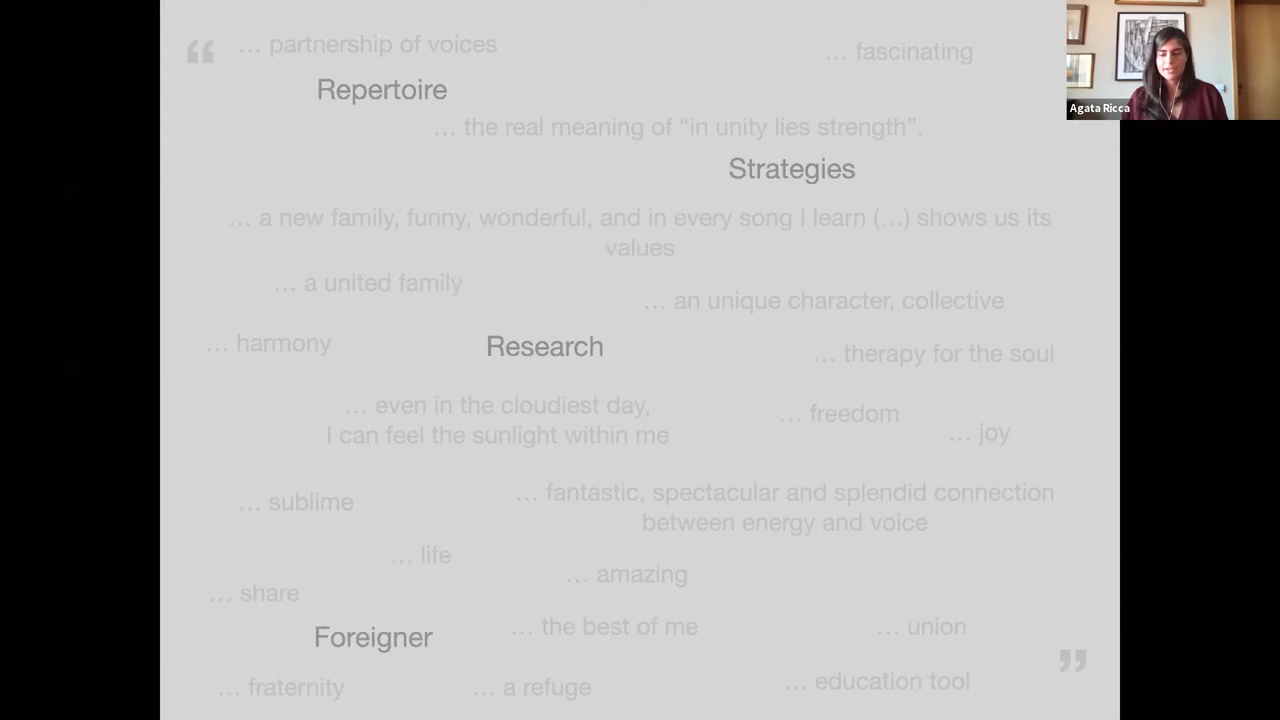 “
… partnership of voices
… fascinating
Repertoire
… the real meaning of “in unity lies strength”.
Strategies
… a new family, funny, wonderful, and in every song I learn (…) shows us its
values
… a united family
… an unique character, collective
… harmony
Research
… therapy for the soul
… even in the cloudiest day,
I can feel the sunlight within me
… freedom
… joy
… sublime
… fantastic, spectacular and splendid connection
between energy and voice
… life
… amazing
… share
Foreigner
… the best of me
… union
”
… fraternity
… a refuge
… education tool
Agata Ricca